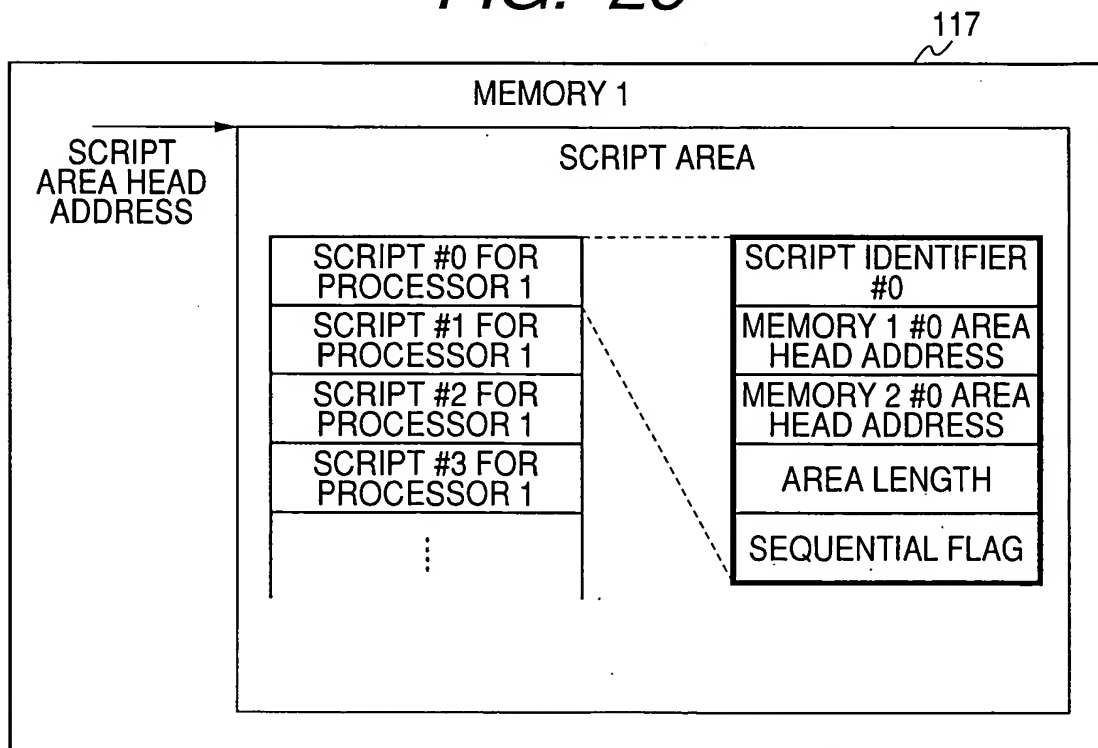 FIG.
117
MEMORY 1
SCRIPT
AREA HEAD
ADDRESS
SCRIPT AREA
SCRIPT #0 FOR
PROCESSOR 1
SCRIPT #1 FOR
PROCESSOR 1
SCRIPT #2 FOR
PROCESSOR 1
SCRIPT #3 FOR
PROCESSOR 1
SCRIPT IDENTIFIER
#0
MEMORY 1 #0 AREA
HEAD ADDRESS
MEMORY 2 #0 AREA
HEAD ADDRESS
AREA LENGTH
SEQUENTIAL FLAG